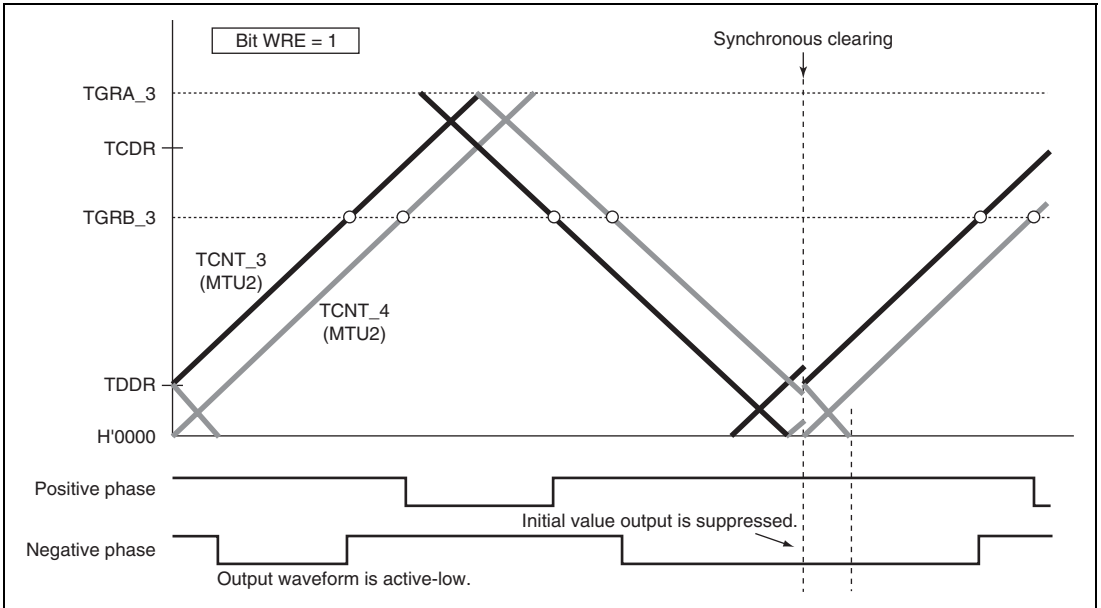 Bit WRE = 1
Synchronous clearing
TGRA_3
TCDR
TGRB_3
TCNT_3
(MTU2)
TCNT_4
(MTU2)
TDDR
H'0000
Positive phase
Initial value output is suppressed.
Negative phase
Output waveform is active-low.